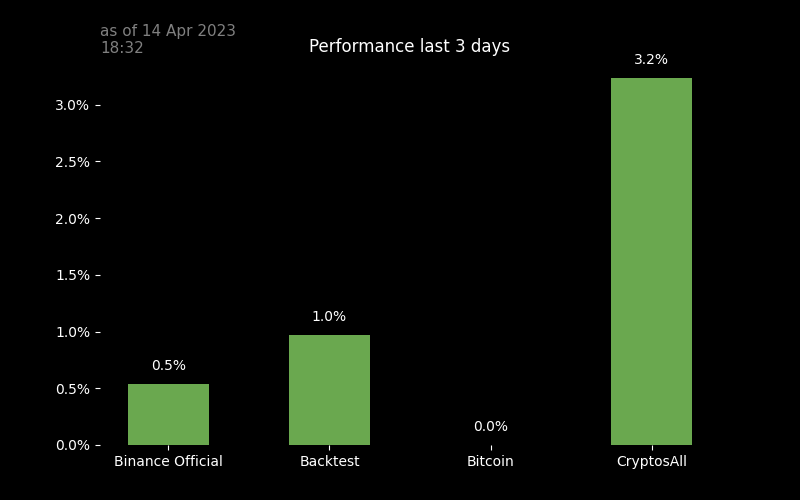 as of 14 Apr 2023
18:32
Performance last 3 days
3.2%
3.0%
2.5%
2.0%
1.5%
1.0%
1.0%
0.5%
0.5%
0.0%
0.0%
Binance Official
Backtest
Bitcoin
CryptosAll